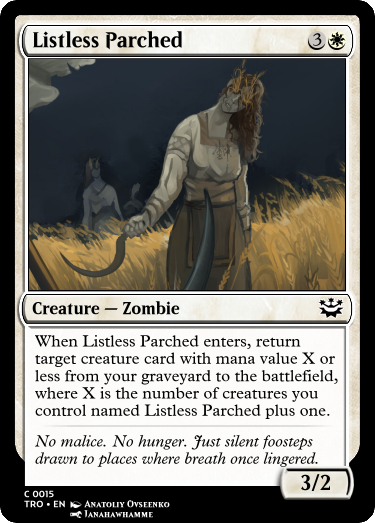 Listless Parched
3
Creature — Zombie
When Listless Parched enters, return
target creature card with mana value X or
less from your graveyard to the battlefield,
where X is the number of creatures you
control named Listless Parched plus one.
No malice. No hunger. Just silent foosteps
drawn to places where breath once lingered.
3/2
C 0015
TRO • EN Anatoliy Ovseenko
Janahawhamme